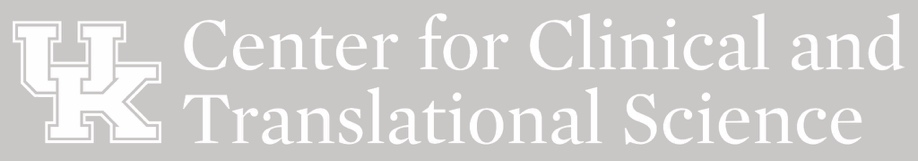 UK Center for Clinical and
Translational Science